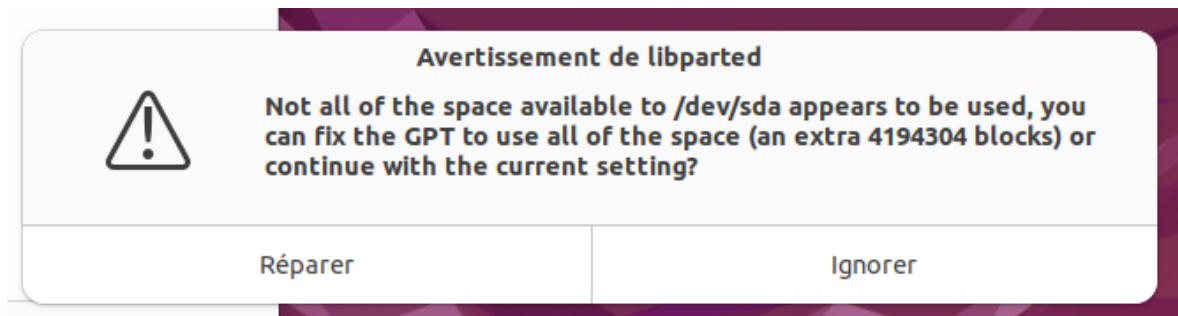 Avertissement de libparted
Not all of the space available to /dev/sda appears to be used, you
can fix the GPT to use all of the space (an extra 4194304 blocks) or
continue with the current setting?
Réparer
Ignorer